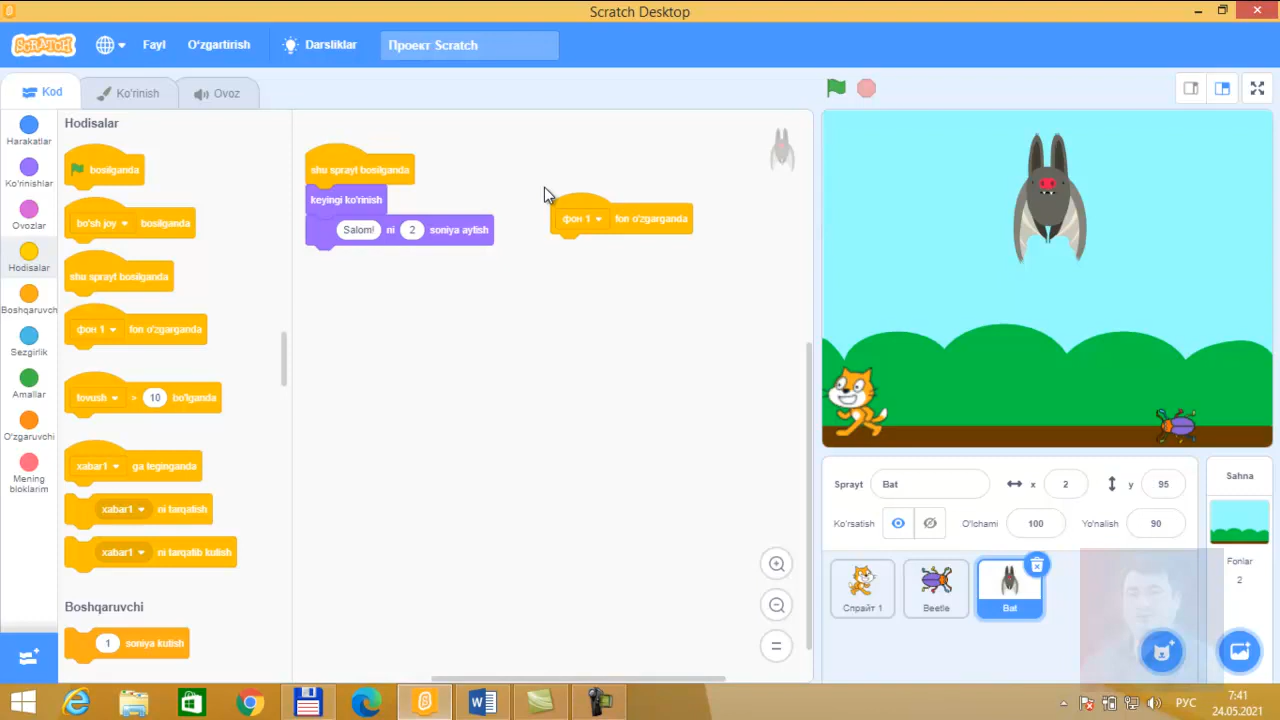 Scratch Desktop
SCRATCH Fayl O'zgartirish Darsliklar Проект Scratch
Kod Ko'rinish Ovoz
Harakatlar
Ko'rinishlar
Ovozlar
Hodisalar
Boshqaruvch
Sezgirlik
Amallar
O'zgaruvchi
Mening
bloklarim
Hodisalar
bosilganda
bo'sh joy bosilganda
shu sprayt bosilganda
фон 1 fon o'zgarganda
tovush > 10 bo'lganda
xabar1 ga teginganda
xabar1 ni tarqatish
xabar1 ni tarqatib kutish
Boshqaruvchi
1 soniya kutish
shu sprayt bosilganda
keyingi ko'rinish
Salom! ni 2 soniya aytish
фон 1 fon o'zgarganda
Sprayt Bat x 2 y 95
Ko'rsatish O'lchami 100 Yo'nalish 90
Спрайт 1 Beetle Bat
Sahna
Fonlar
2
РУС
7:41
24.05.2021